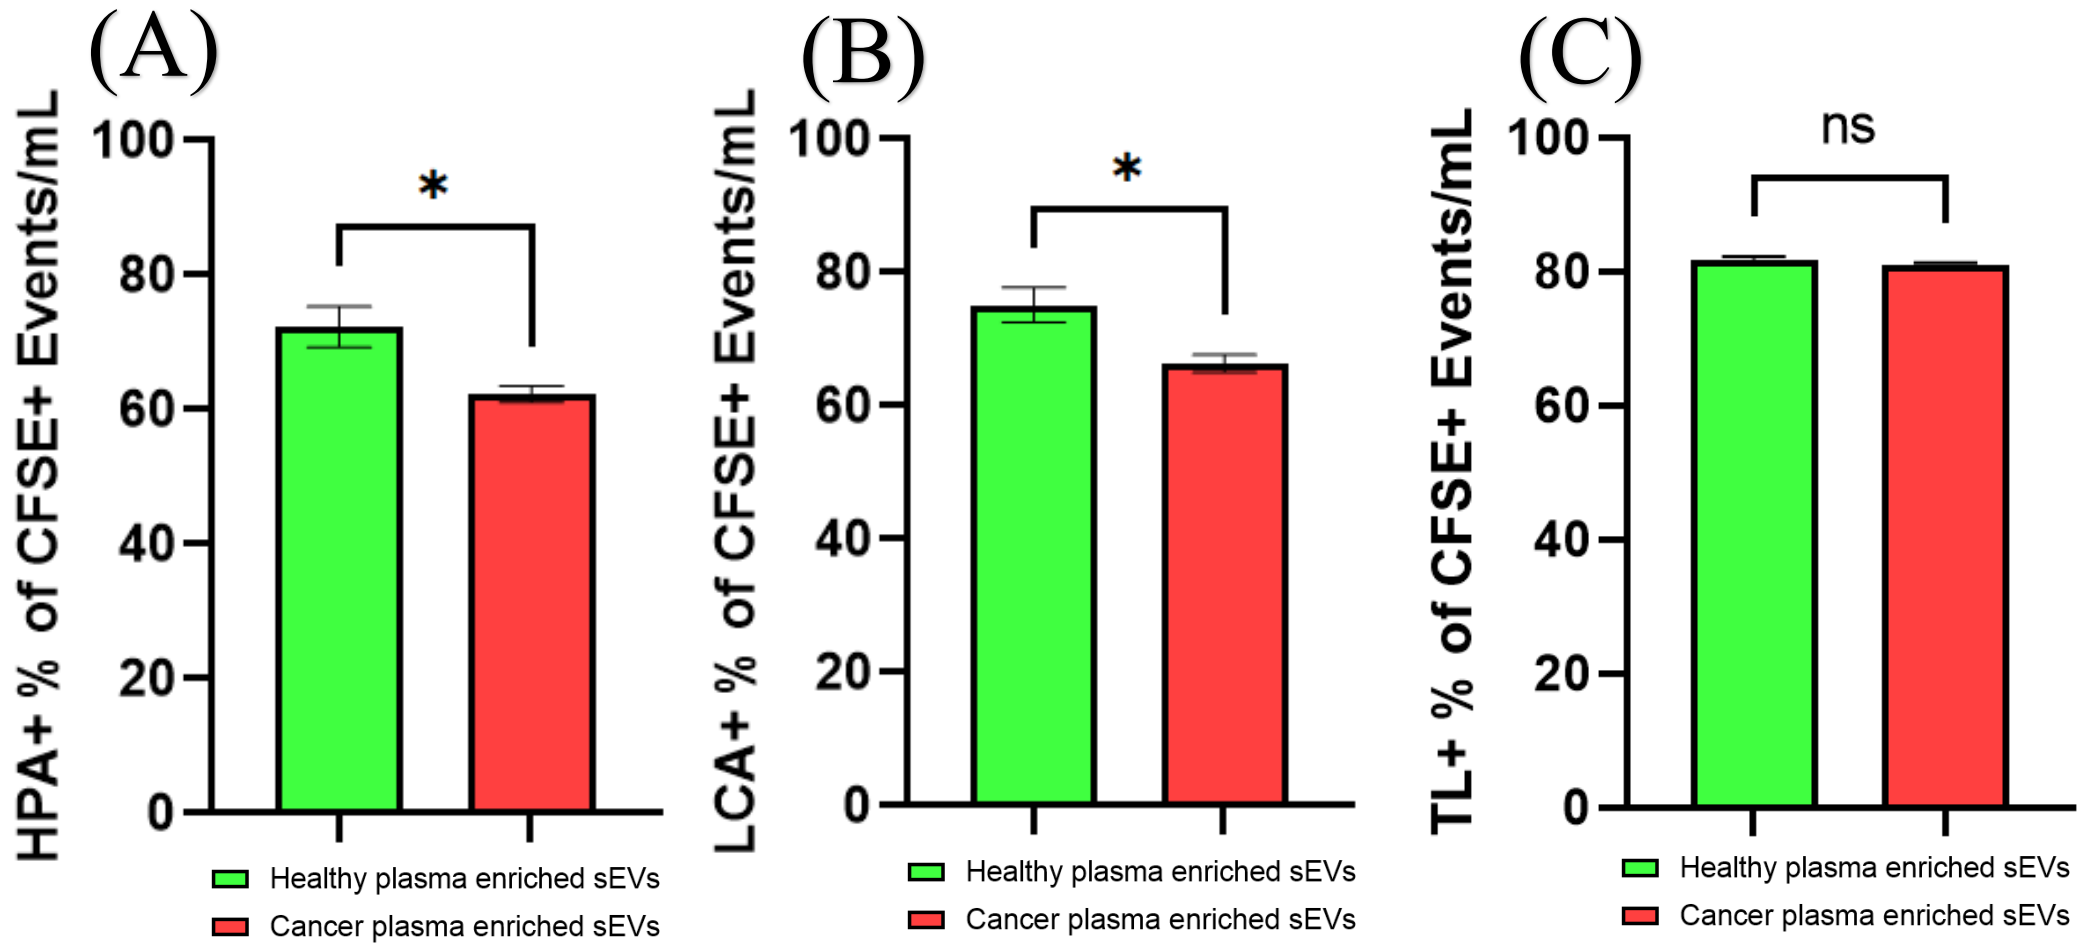 (A)
HPA+ % of CFSE+ Events/mL
100
80
60
40
20
0
*
Healthy plasma enriched sEVs
Cancer plasma enriched sEVs
(B)
LCA+ % of CFSE+ Events/mL
100
80
60
40
20
0
*
Healthy plasma enriched sEVs
Cancer plasma enriched sEVs
(C)
TL+ % of CFSE+ Events/mL
100
80
60
40
20
0
ns
Healthy plasma enriched sEVs
Cancer plasma enriched sEVs